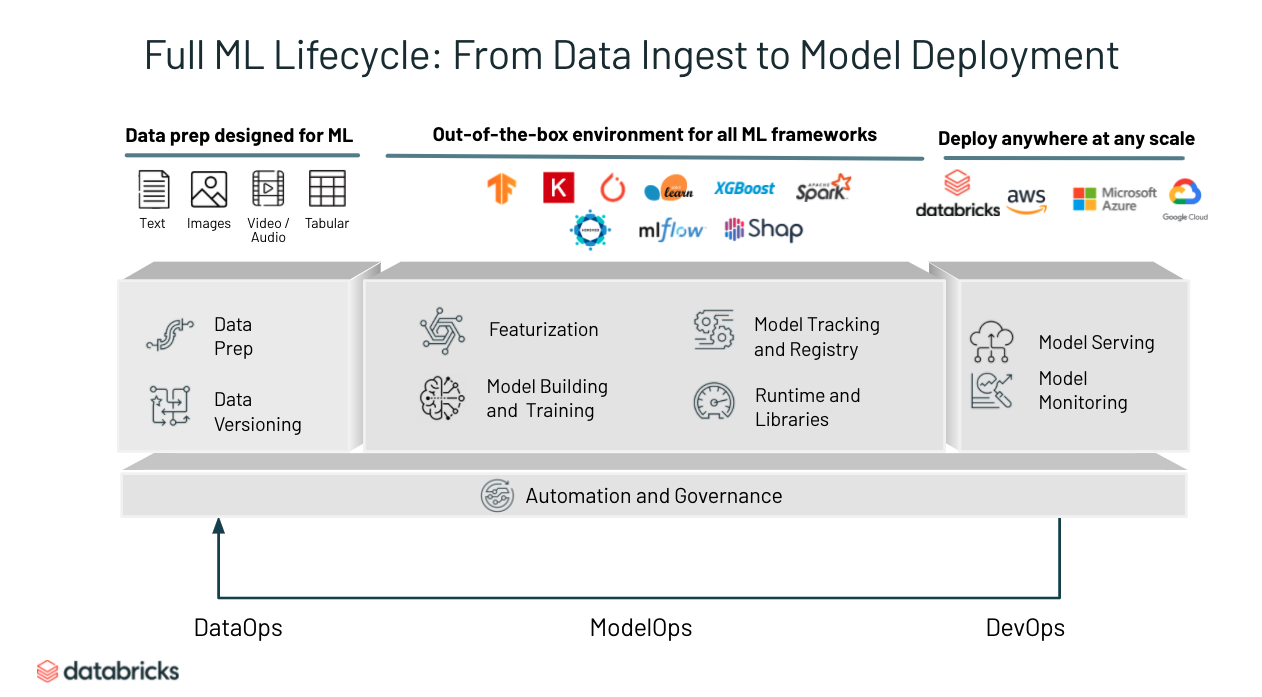 Full ML Lifecycle: From Data Ingest to Model Deployment
Data prep designed for ML
Out-of-the-box environment for all ML frameworks
Deploy anywhere at any scale
Text
Images
Video /
Audio
Tabular
K
learn
XGBoost
APACHE
Spark
HOROVOD
mlflow
Shap
databricks
aws
Microsoft
Azure
Google Cloud
Data
Prep
Data
Versioning
Featurization
Model Building
and Training
Model Tracking
and Registry
Runtime and
Libraries
Model Serving
Model
Monitoring
Automation and Governance
DataOps
ModelOps
DevOps
databricks